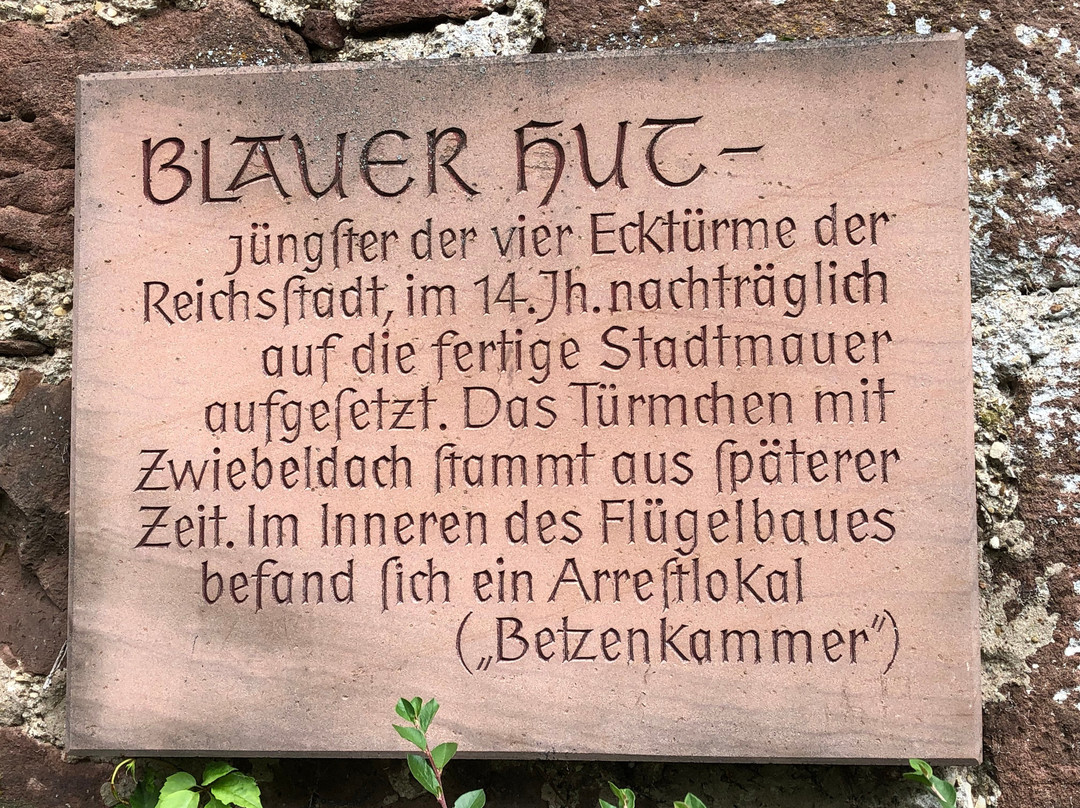 BLAUER HUT –
jüngſter der vier Ecktürme der
Reichsſtadt, im 14. Jh. nachträglich
auf die fertige Stadtmauer
aufgeſetzt. Das Türmchen mit
Zwiebeldach ſtammt aus ſpäterer
Zeit. Im Inneren des Flügelbaues
befand ſich ein Arreſtlokal
(„Betzenkammer“)